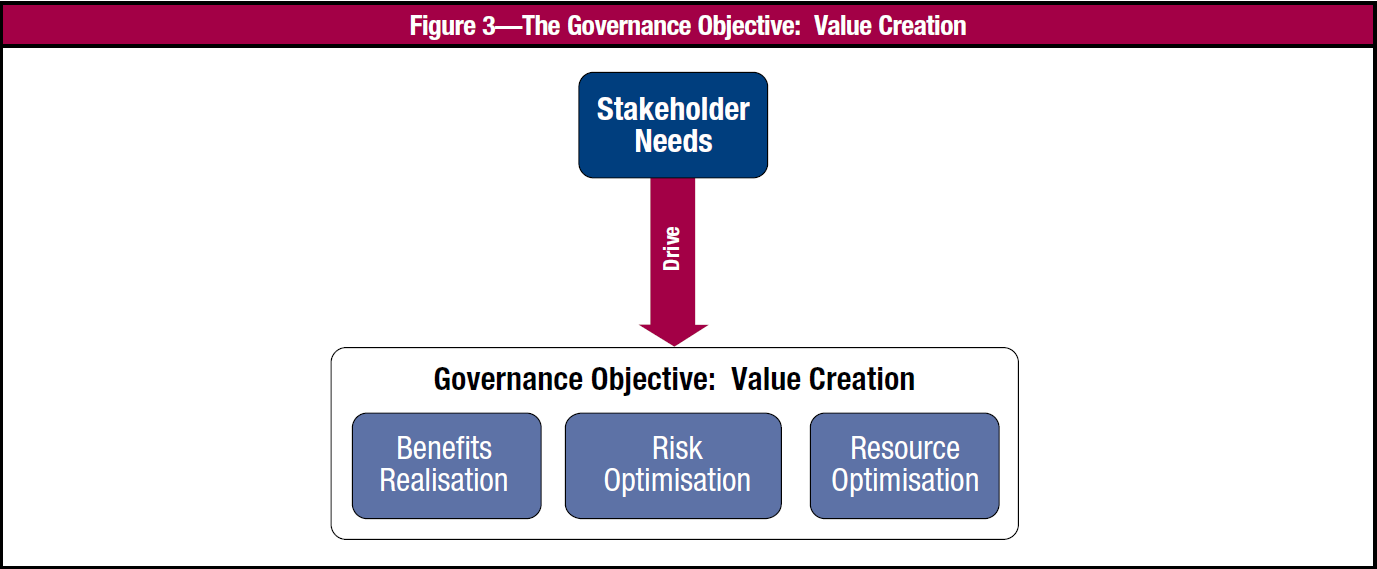 Figure 3—The Governance Objective:  Value Creation
Stakeholder
Needs
Drive
Governance Objective:  Value Creation
Benefits
Realisation
Risk
Optimisation
Resource
Optimisation